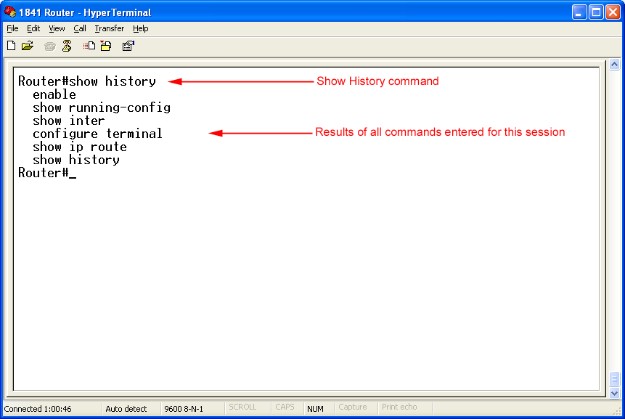 1841 Router - HyperTerminal
File Edit View Call Transfer Help
Router#show history
Show History command
enable
show running-config
show inter
configure terminal
Results of all commands entered for this session
show ip route
show history
Router#_
Connected 1:00:46 Auto detect 9600 8-N-1 SCROLL CAPS NUM Capture Print echo